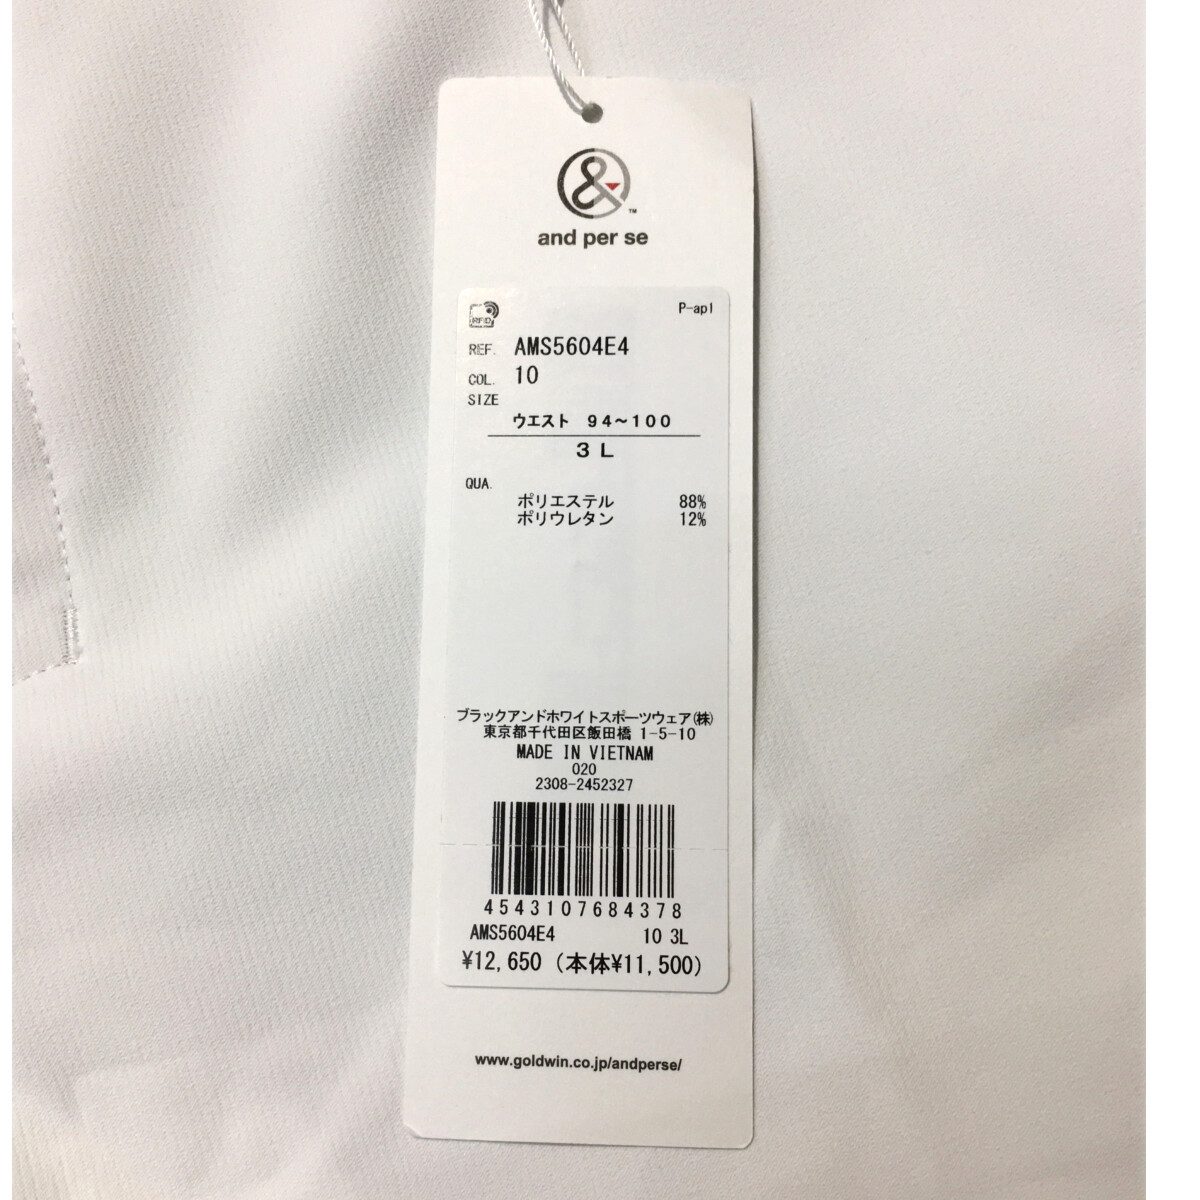 &
TM
and per se
RFID
P-apl
REF. AMS5604E4
COL. 10
SIZE
ウエスト 94~100
3L
QUA.
ポリエステル 88%
ポリウレタン 12%
ブラックアンドホワイトスポーツウェア(株)
東京都千代田区飯田橋 1-5-10
MADE IN VIETNAM
020
2308-2452327
4543107684378
AMS5604E4 10 3L
¥12,650 (本体¥11,500)
www.goldwin.co.jp/andperse/